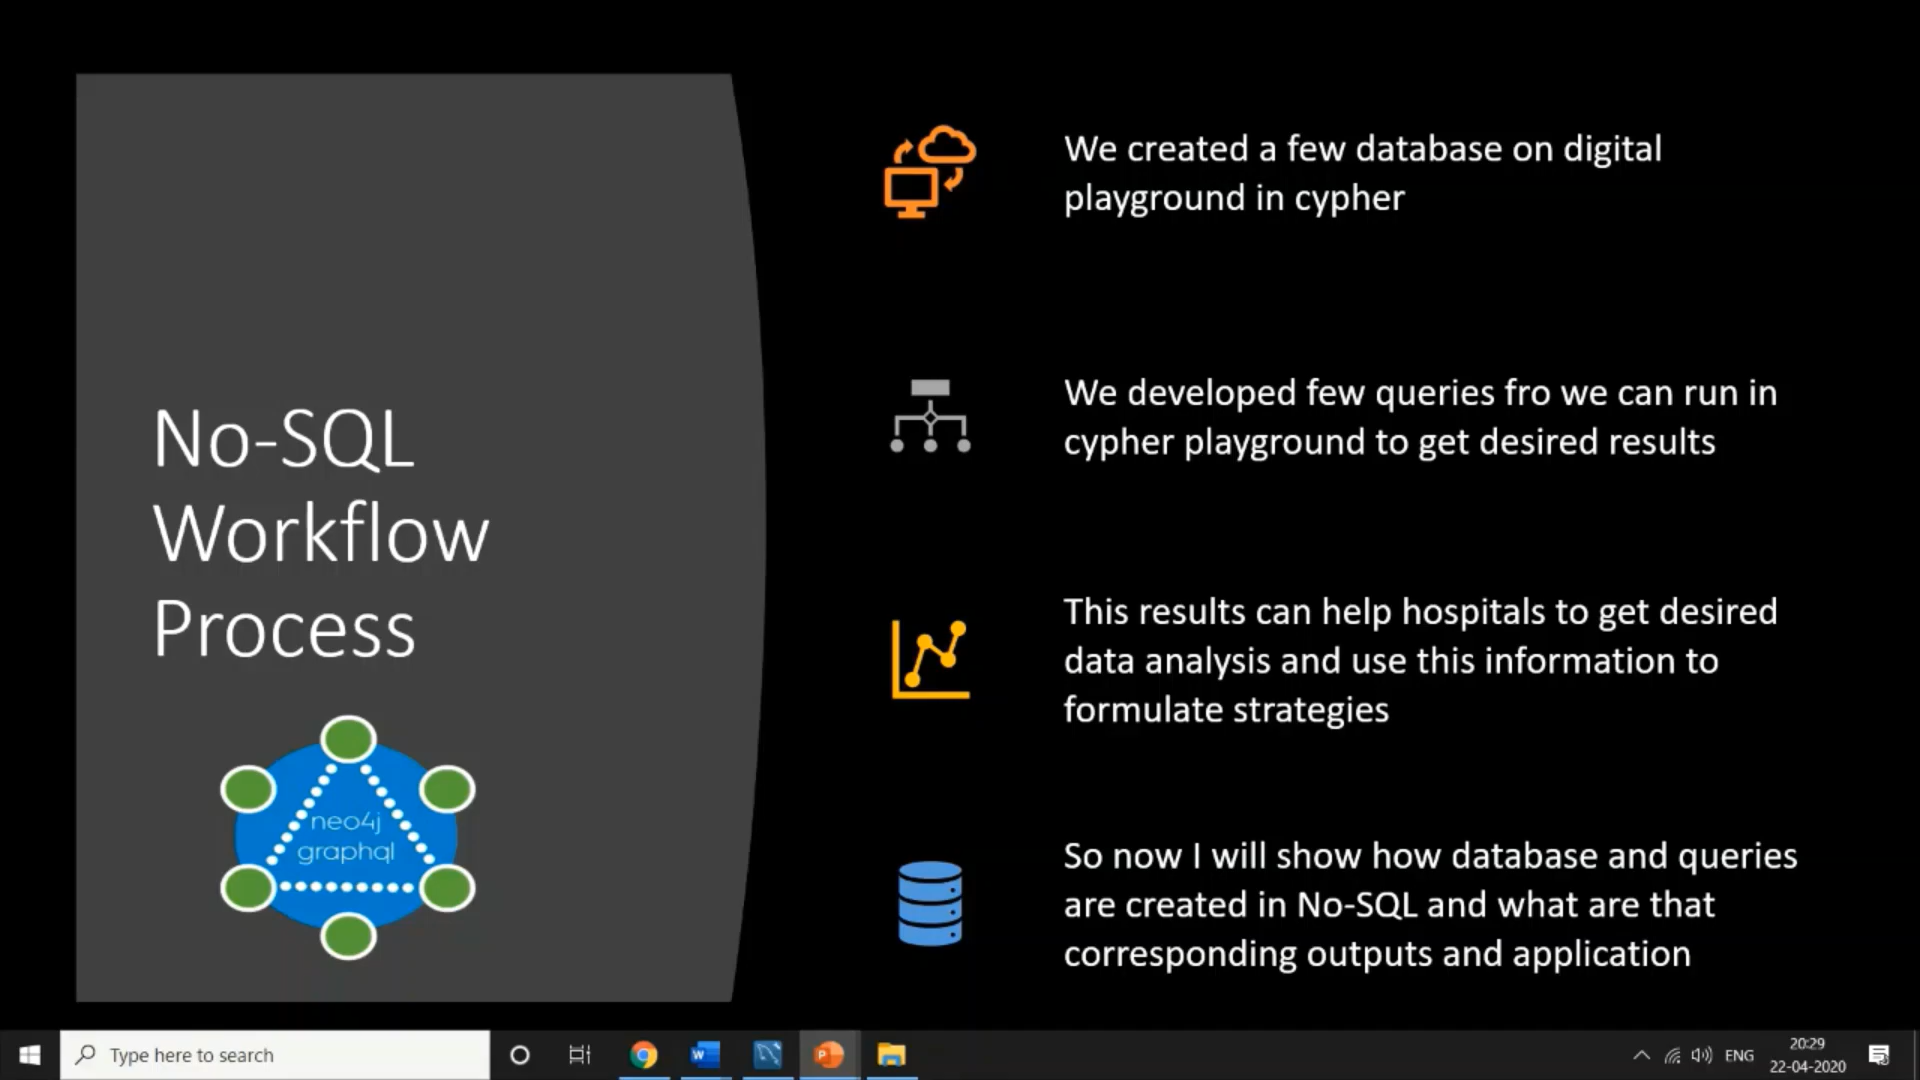 No-SQL
Workflow
Process
neo4j
graphql
We created a few database on digital
playground in cypher
We developed few queries fro we can run in
cypher playground to get desired results
This results can help hospitals to get desired
data analysis and use this information to
formulate strategies
So now I will show how database and queries
are created in No-SQL and what are that
corresponding outputs and application
Type here to search
W
P
ENG
20:29
22-04-2020